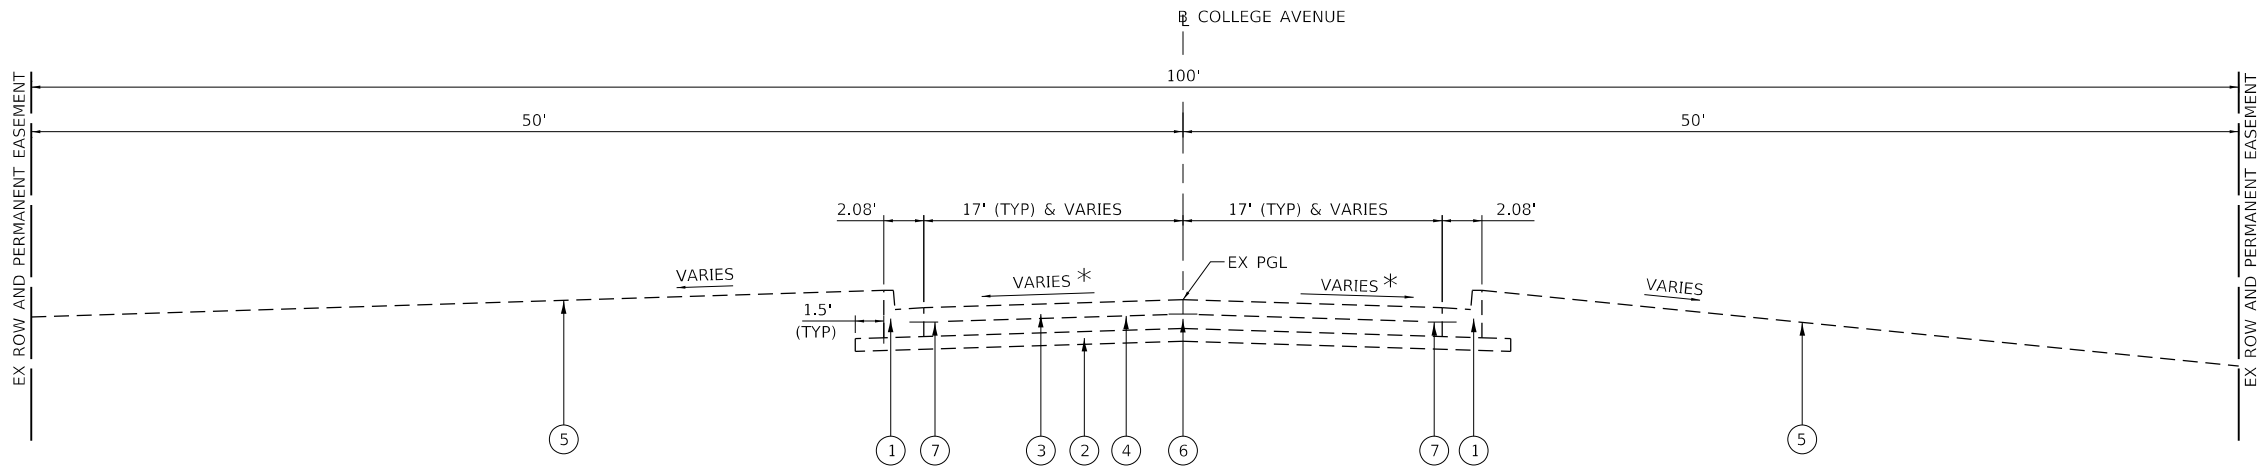 ℄ COLLEGE AVENUE
100'
50'
50'
EX ROW AND PERMANENT EASEMENT
EX ROW AND PERMANENT EASEMENT
2.08'
17' (TYP) & VARIES
17' (TYP) & VARIES
2.08'
EX PGL
VARIES
VARIES *
VARIES *
VARIES
1.5'
(TYP)
5
1
7
3
2
4
6
7
1
5